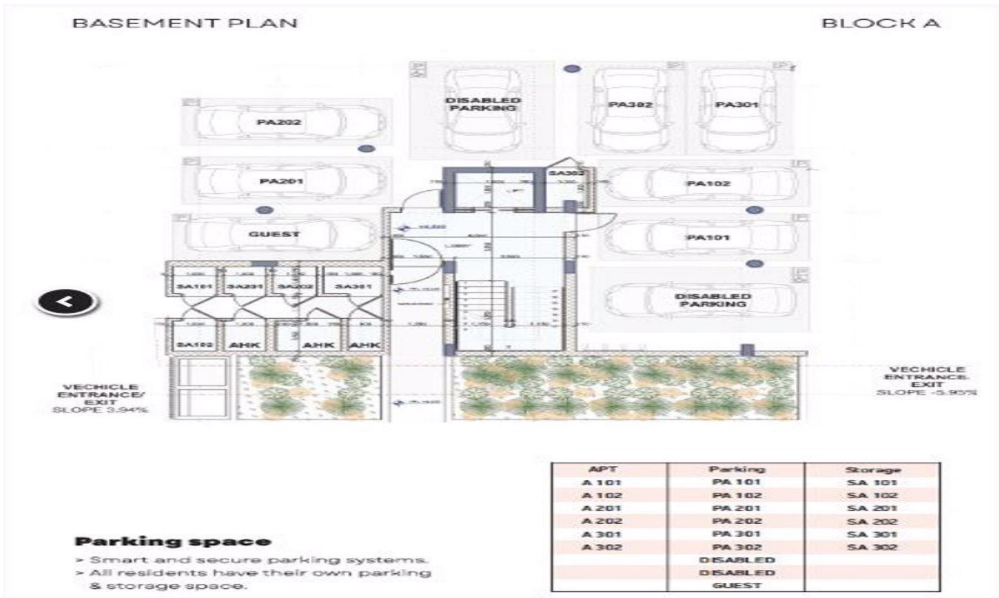 BASEMENT PLAN
BLOCK A
DISABLED
PARKING
PA302
PA301
PA202
PA201
GUEST
SA302
PA102
PA101
DISABLED
PARKING
LOBBY
SA101
SA201
SA202
SA301
SA102
AHK
AHK
AHK
VECHICLE
ENTRANCE/
EXIT
SLOPE 3.94%
VECHICLE
ENTRANCE
EXIT
SLOPE -5.95%
APT Parking Storage
A 101 PA 101 SA 101
A 102 PA 102 SA 102
A 201 PA 201 SA 201
A 202 PA 202 SA 202
A 301 PA 301 SA 301
A 302 PA 302 SA 302
DISABLED
DISABLED
GUEST
Parking space
> Smart and secure parking systems.
> All residents have their own parking
& storage space.